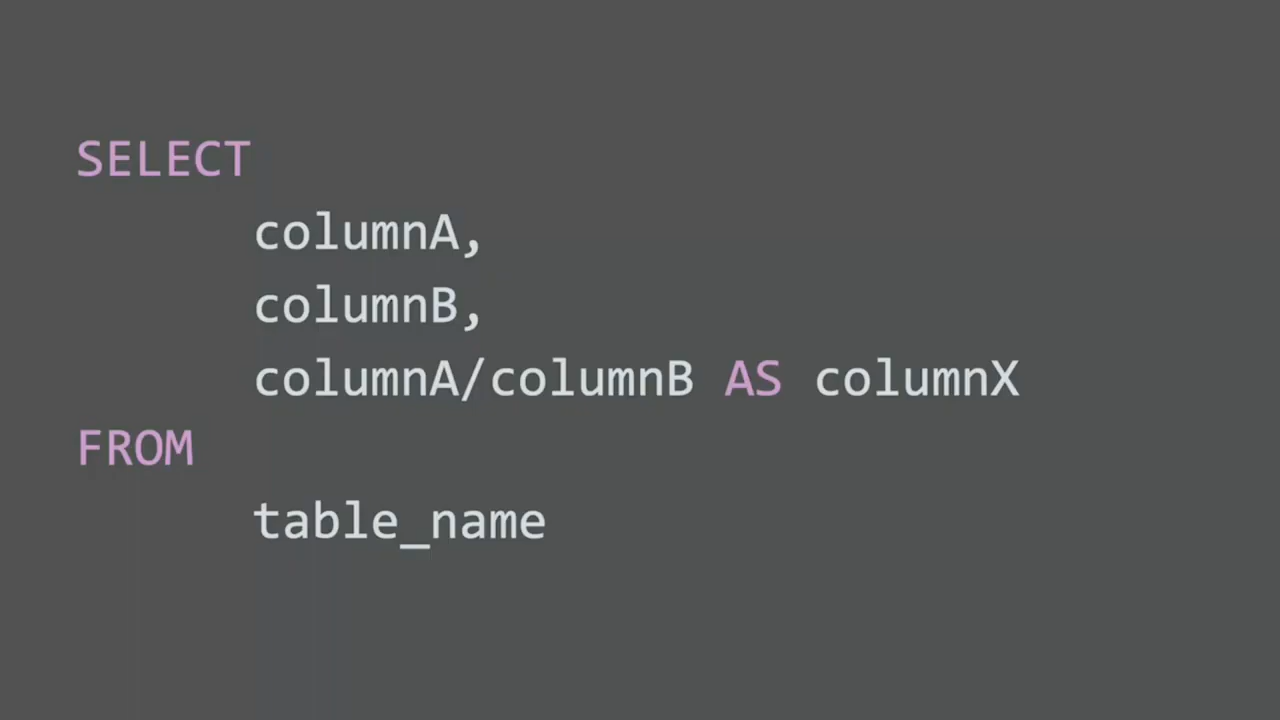 SELECT
columnA,
columnB,
columnA/columnB AS columnX
FROM
table_name